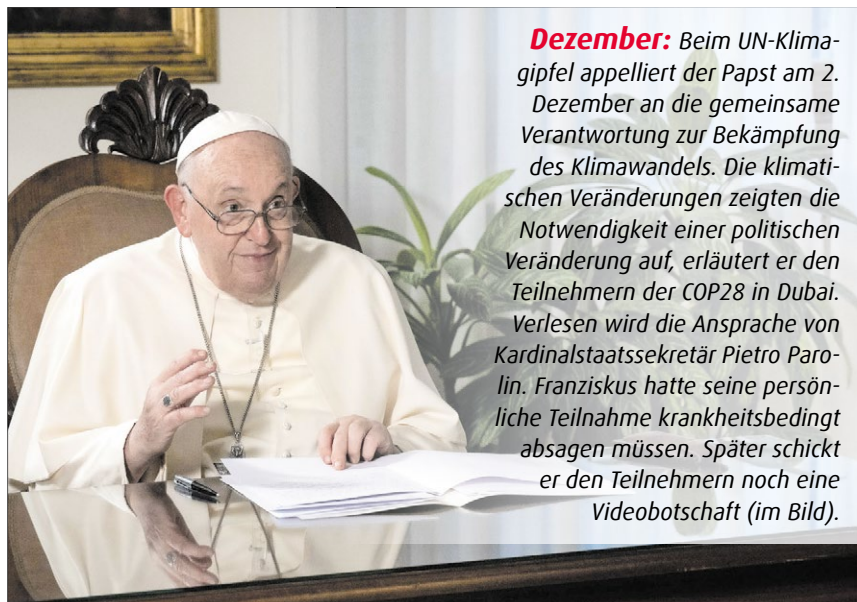 Dezember: Beim UN-Klima-
gipfel appelliert der Papst am 2.
Dezember an die gemeinsame
Verantwortung zur Bekämpfung
des Klimawandels. Die klimati-
schen Veränderungen zeigten die
Notwendigkeit einer politischen
Veränderung auf, erläutert er den
Teilnehmern der COP28 in Dubai.
Verlesen wird die Ansprache von
Kardinalstaatssekretär Pietro Paro-
lin. Franziskus hatte seine persön-
liche Teilnahme krankheitsbedingt
absagen müssen. Später schickt
er den Teilnehmern noch eine
Videobotschaft (im Bild).